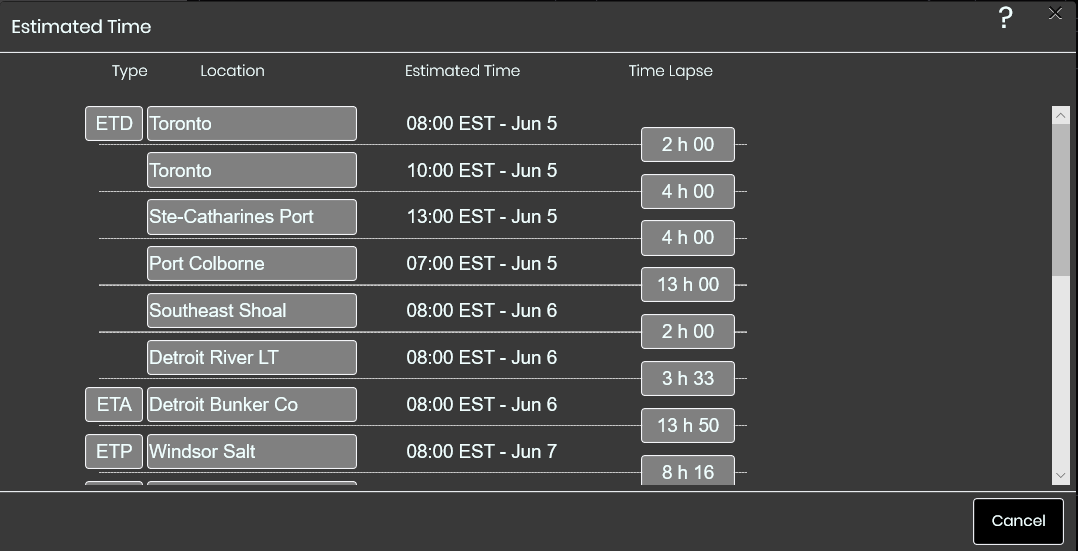 Estimated Time ?
Type Location Estimated Time Time Lapse
ETD Toronto 08:00 EST - Jun 5
2 h 00
Toronto 10:00 EST - Jun 5
4 h 00
Ste-Catharines Port 13:00 EST - Jun 5
4 h 00
Port Colborne 07:00 EST - Jun 5
13 h 00
Southeast Shoal 08:00 EST - Jun 6
2 h 00
Detroit River LT 08:00 EST - Jun 6
3 h 33
ETA Detroit Bunker Co 08:00 EST - Jun 6
13 h 50
ETP Windsor Salt 08:00 EST - Jun 7
8 h 16
Cancel